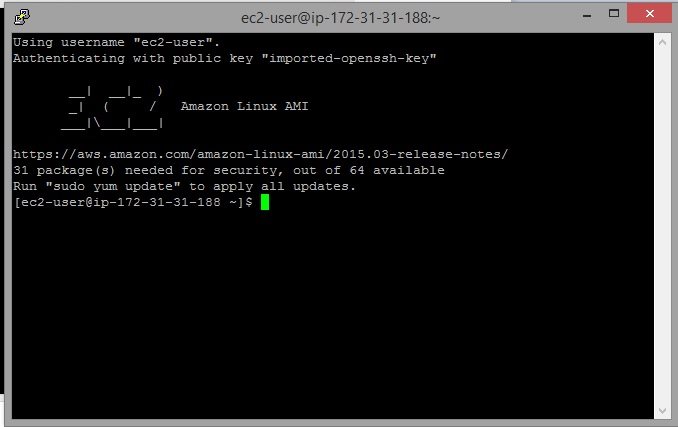 ec2-user@ip-172-31-31-188:~
Using username "ec2-user".
Authenticating with public key "imported-openssh-key"
       __|  __|_  )
       _|  (     /   Amazon Linux AMI
      ___|\___|___|
https://aws.amazon.com/amazon-linux-ami/2015.03-release-notes/
31 package(s) needed for security, out of 64 available
Run "sudo yum update" to apply all updates.
[ec2-user@ip-172-31-31-188 ~]$